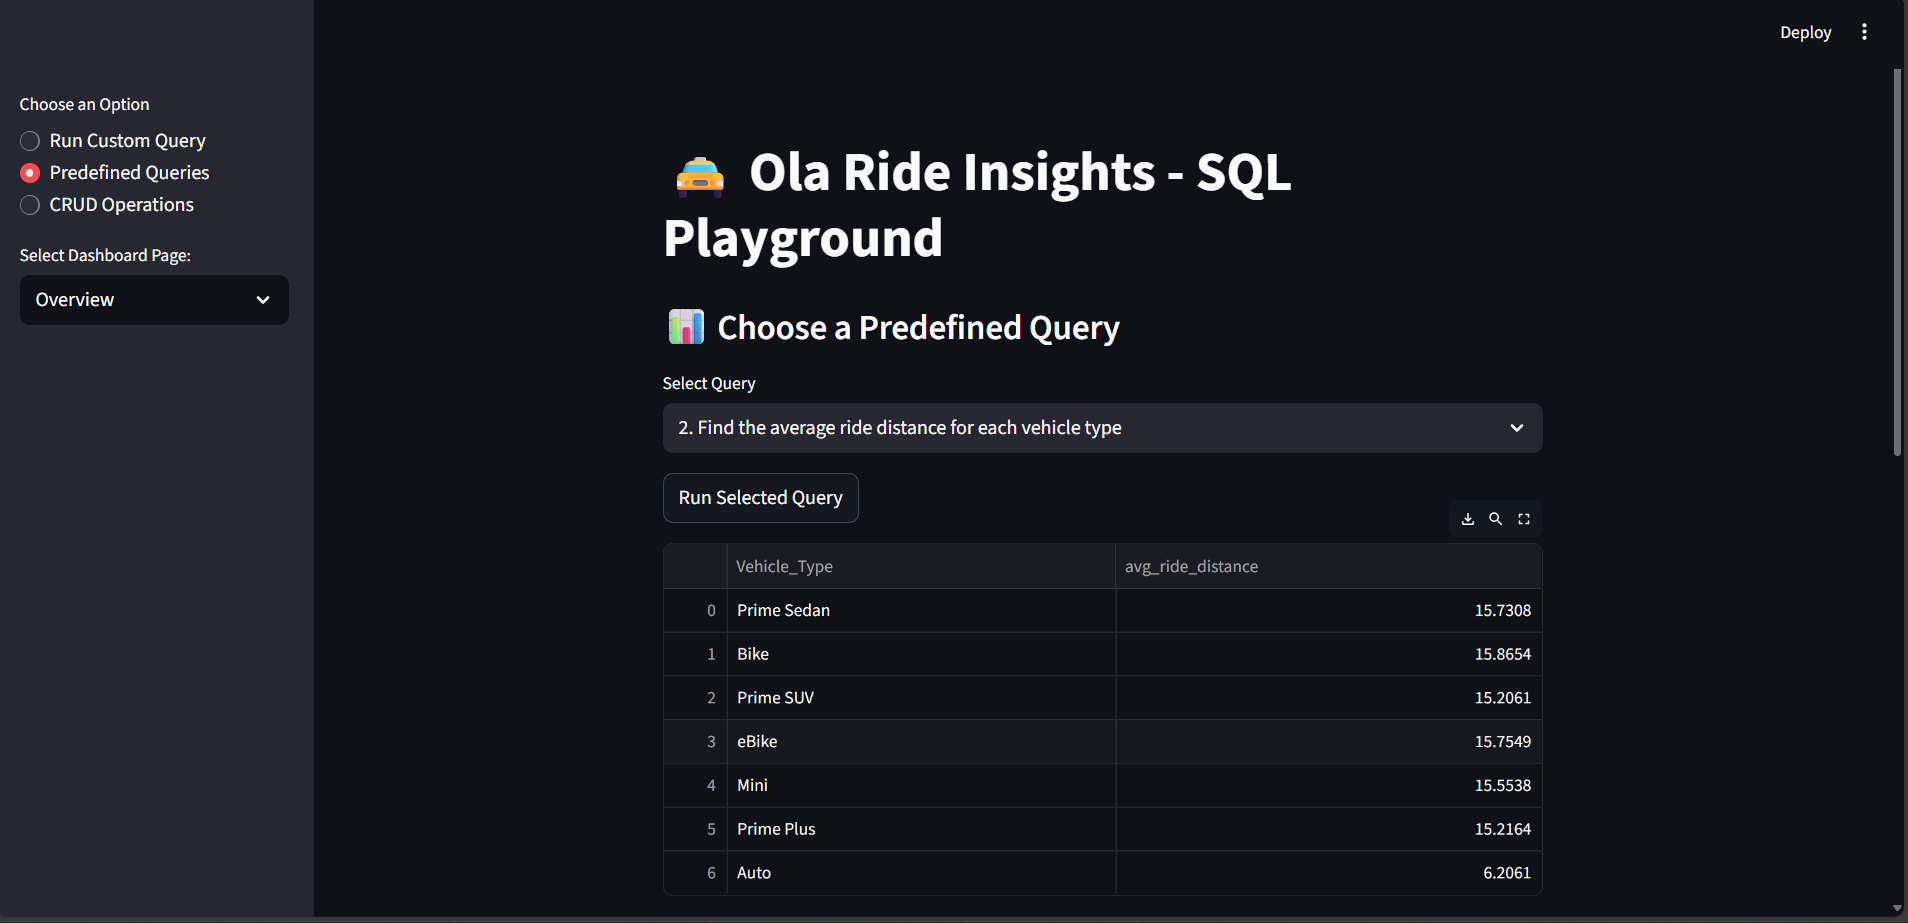 Deploy
Choose an Option
Run Custom Query
Predefined Queries
CRUD Operations
Select Dashboard Page:
Overview
Ola Ride Insights - SQL
Playground
Choose a Predefined Query
Select Query
2. Find the average ride distance for each vehicle type
Run Selected Query
Vehicle_Type avg_ride_distance
0 Prime Sedan 15.7308
1 Bike 15.8654
2 Prime SUV 15.2061
3 eBike 15.7549
4 Mini 15.5538
5 Prime Plus 15.2164
6 Auto 6.2061